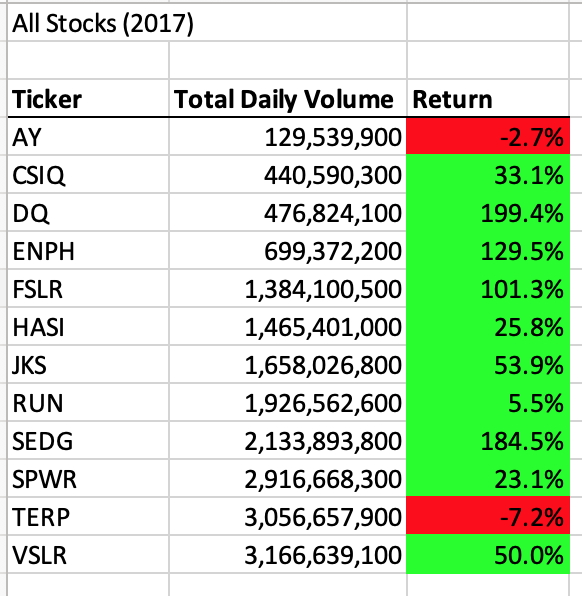 All Stocks (2017)
Ticker Total Daily Volume Return
AY 129,539,900 -2.7%
CSIQ 440,590,300 33.1%
DQ 476,824,100 199.4%
ENPH 699,372,200 129.5%
FSLR 1,384,100,500 101.3%
HASI 1,465,401,000 25.8%
JKS 1,658,026,800 53.9%
RUN 1,926,562,600 5.5%
SEDG 2,133,893,800 184.5%
SPWR 2,916,668,300 23.1%
TERP 3,056,657,900 -7.2%
VSLR 3,166,639,100 50.0%